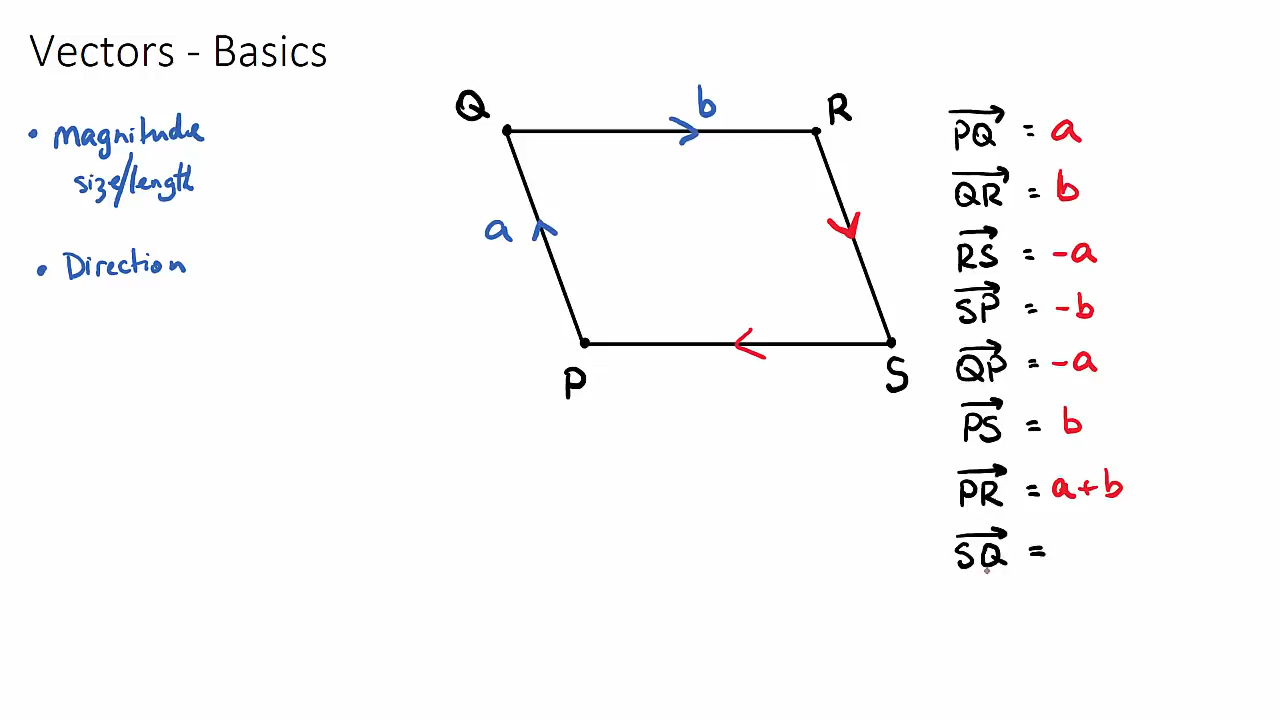 Vectors - Basics
• Magnitude
size/length
• Direction
Q
b
R
a
P
S
PQ = a
QR = b
RS = -a
SP = -b
QP = -a
PS = b
PR = a+b
SQ =